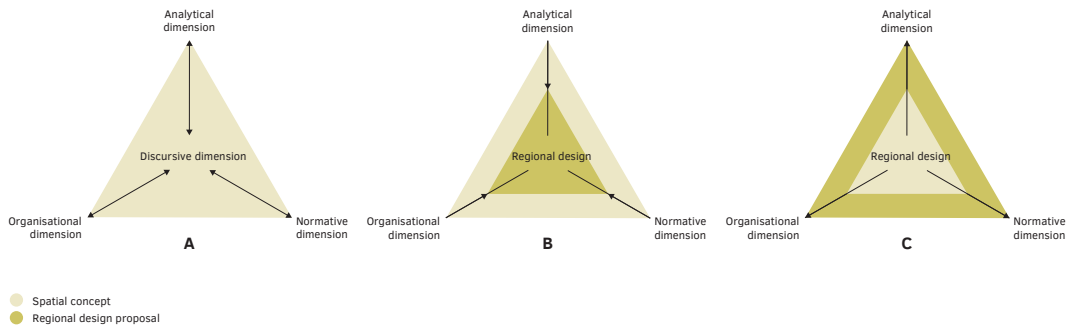 Analytical
dimension
Discursive dimension
Organisational
dimension
Normative
dimension
A
Analytical
dimension
Regional design
Organisational
dimension
Normative
dimension
B
Analytical
dimension
Regional design
Organisational
dimension
Normative
dimension
C
Spatial concept
Regional design proposal